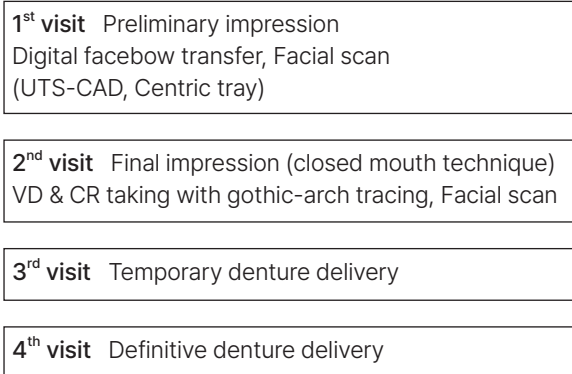 1st visit Preliminary impression
Digital facebow transfer, Facial scan
(UTS-CAD, Centric tray)
2nd visit Final impression (closed mouth technique)
VD & CR taking with gothic-arch tracing, Facial scan
3rd visit Temporary denture delivery
4th visit Definitive denture delivery